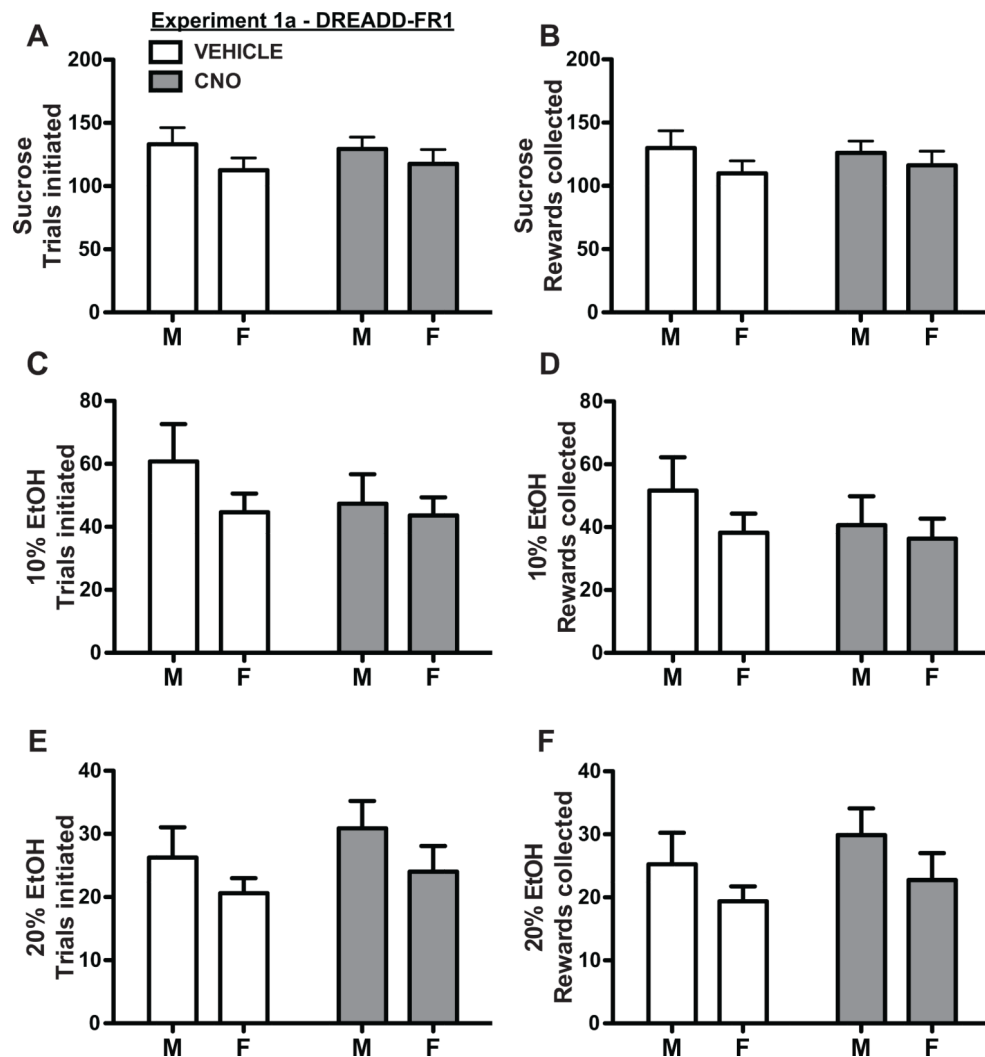 Experiment 1a - DREADD-FR1
VEHICLE
CNO
A
Sucrose
Trials initiated
200
150
100
50
0
M F M F
B
Sucrose
Rewards collected
200
150
100
50
0
M F M F
C
10% EtOH
Trials initiated
80
60
40
20
0
M F M F
D
10% EtOH
Rewards collected
80
60
40
20
0
M F M F
E
20% EtOH
Trials initiated
40
30
20
10
0
M F M F
F
20% EtOH
Rewards collected
40
30
20
10
0
M F M F